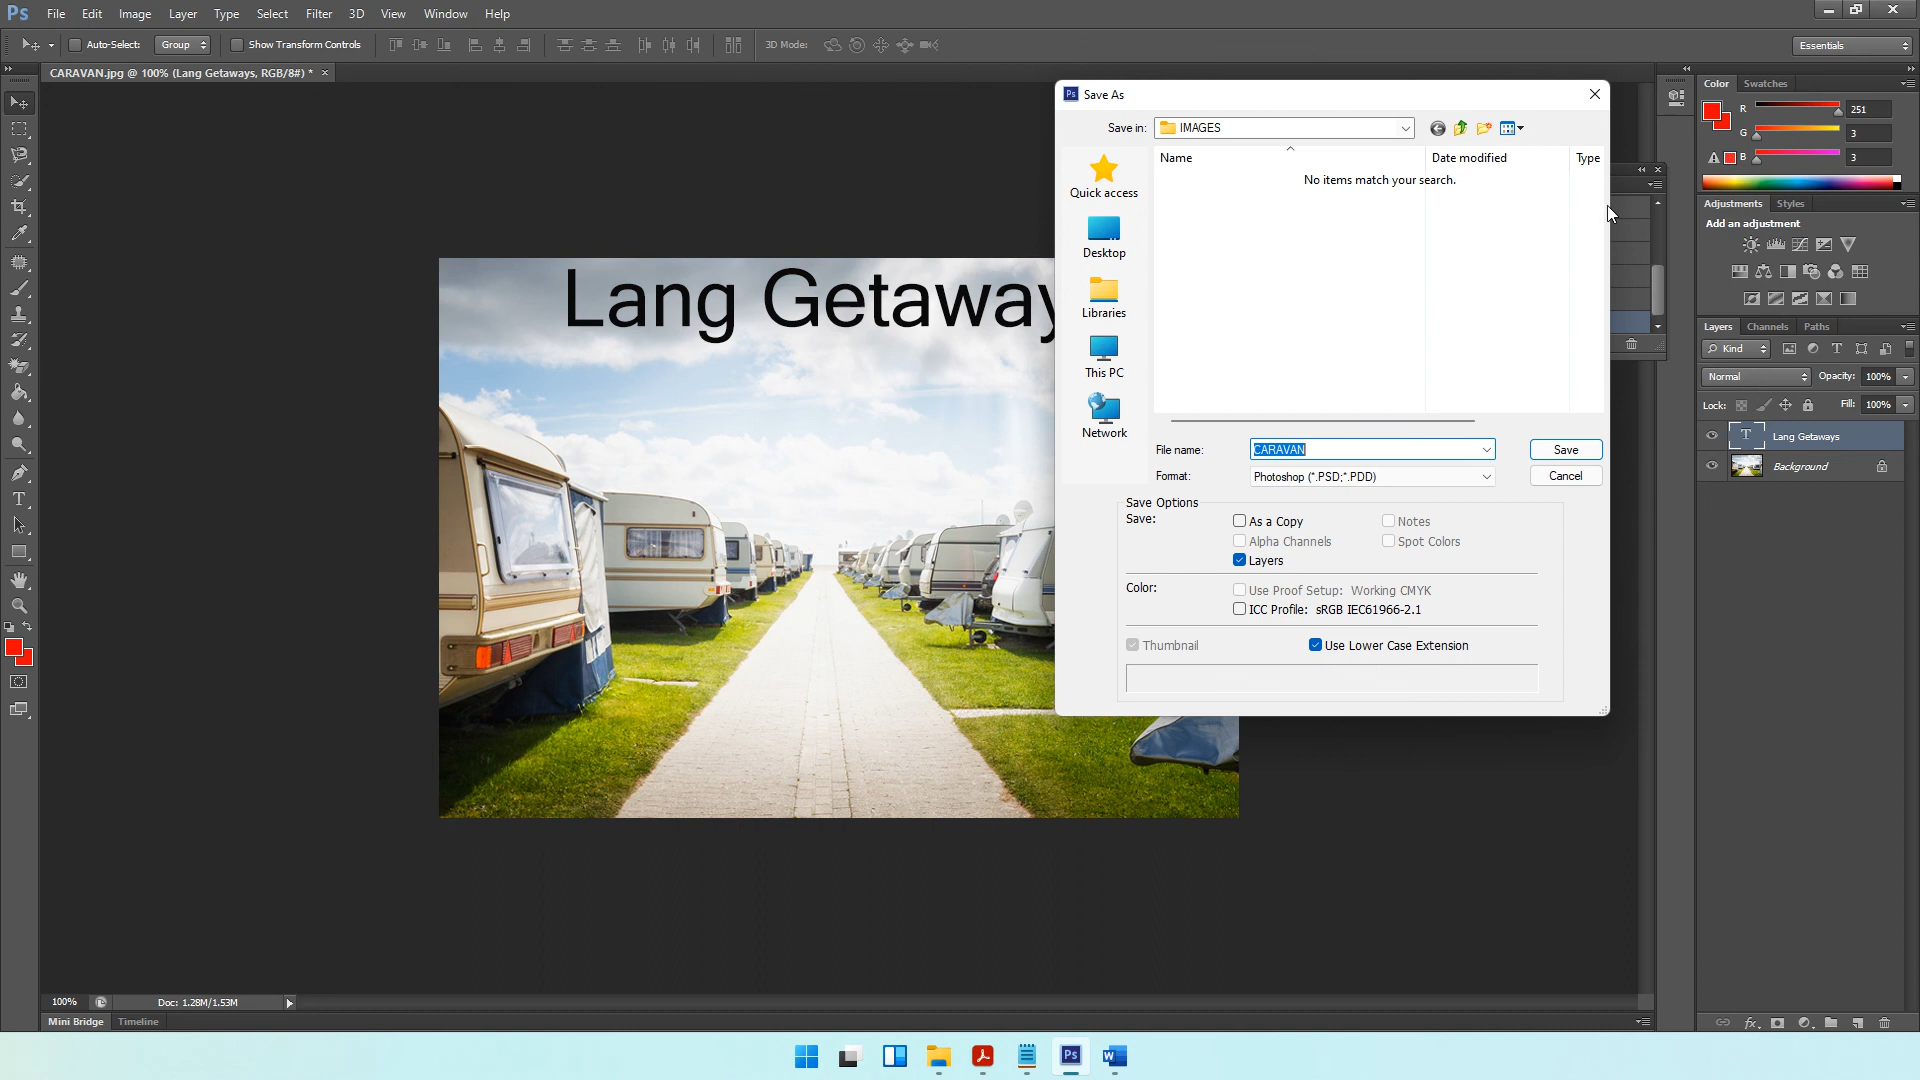 Ps File Edit Image Layer Type Select Filter 3D View Window Help
Auto-Select: Group Show Transform Controls 3D Mode: Essentials
CARAVAN.jpg @ 100% (Lang Getaways, RGB/8#) * ×
Color Swatches
R 251
G 3
B 3
Adjustments Styles
Add an adjustment
Layers Channels Paths
Kind
Normal Opacity: 100%
Lock: Fill: 100%
T Lang Getaways
Background
Lang Getaway
Ps Save As
Save in: IMAGES
Name Date modified Type
No items match your search.
Quick access
Desktop
Libraries
This PC
Network
File name: CARAVAN Save
Format: Photoshop (*.PSD;*.PDD) Cancel
Save Options
Save: As a Copy Notes
Alpha Channels Spot Colors
Layers
Color: Use Proof Setup: Working CMYK
ICC Profile: sRGB IEC61966-2.1
Thumbnail Use Lower Case Extension
100% Doc: 1.28M/1.53M
Mini Bridge Timeline
fx
Ps W